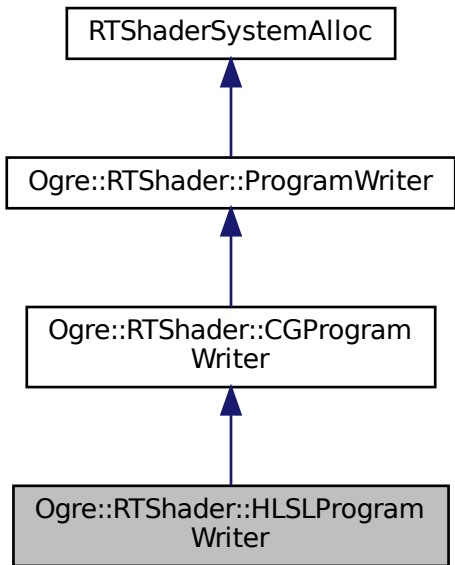 RTShaderSystemAlloc
Ogre::RTShader::ProgramWriter
Ogre::RTShader::CGProgram
Writer
Ogre::RTShader::HLSLProgram
Writer